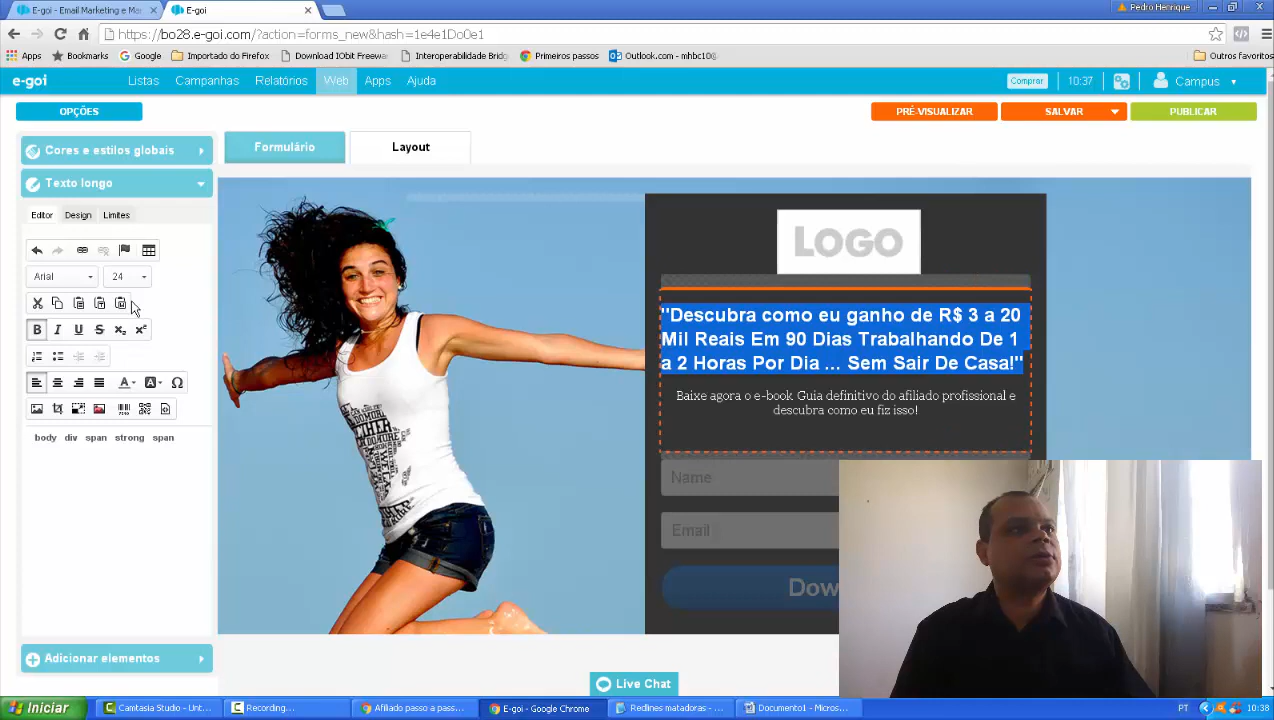 E-goi - Email Marketing e Ma
E-goi
Pedro Henrique
https://bo28.e-goi.com/?action=forms_new&hash=1e4e1Do0e1
Apps
Bookmarks
Google
Importado do Firefox
Download IObit Freewa
Interoperabilidade Bridg
Primeiros passos
Outlook.com - mhbc10@
Outros favoritos
e-goi
Listas
Campanhas
Relatórios
Web
Apps
Ajuda
Comprar
10:37
Campus
OPÇÕES
PRÉ-VISUALIZAR
SALVAR
PUBLICAR
Cores e estilos globais
Formulário
Layout
Texto longo
Editor
Design
Limites
Arial
24
body div span strong span
LOGO
"Descubra como eu ganho de R$ 3 a 20
Mil Reais Em 90 Dias Trabalhando De 1
a 2 Horas Por Dia ... Sem Sair De Casa!"
Baixe agora o e-book Guia definitivo do afiliado profissional e
descubra como eu fiz isso!
Name
Email
Dow
Adicionar elementos
Live Chat
Iniciar
Camtasia Studio - Unt...
Recording...
Afiliado passo a pass...
E-goi - Google Chrome
Redlines matadoras - ...
Documento1 - Micros...
PT
10:38